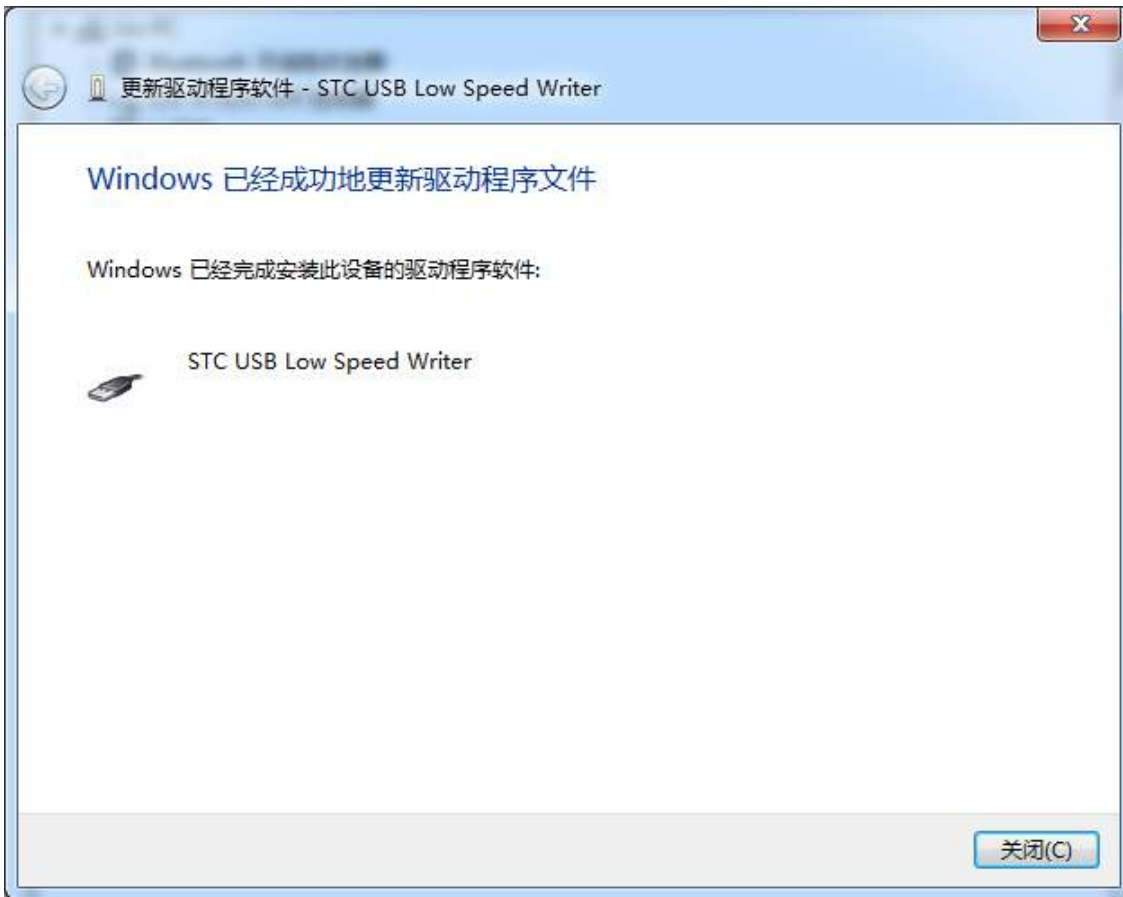 更新驱动程序软件 - STC USB Low Speed Writer
Windows 已经成功地更新驱动程序文件
Windows 已经完成安装此设备的驱动程序软件:
STC USB Low Speed Writer
关闭(C)